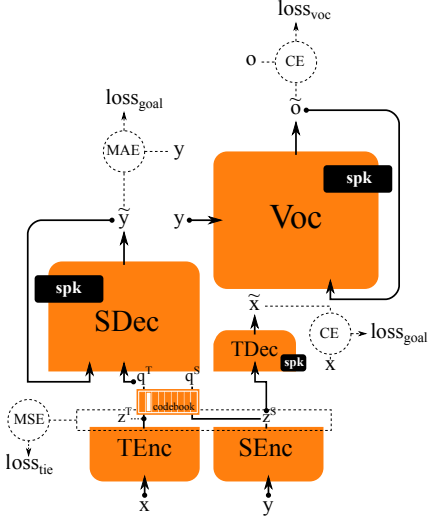 loss_voc
o CE
õ
loss_goal
MAE y
spk
Voc
ỹ y
spk
SDec
x̃
TDec
spk
CE loss_goal
x
q^T q^S
codebook
MSE z^T z^S
loss_tie
TEnc SEnc
x y